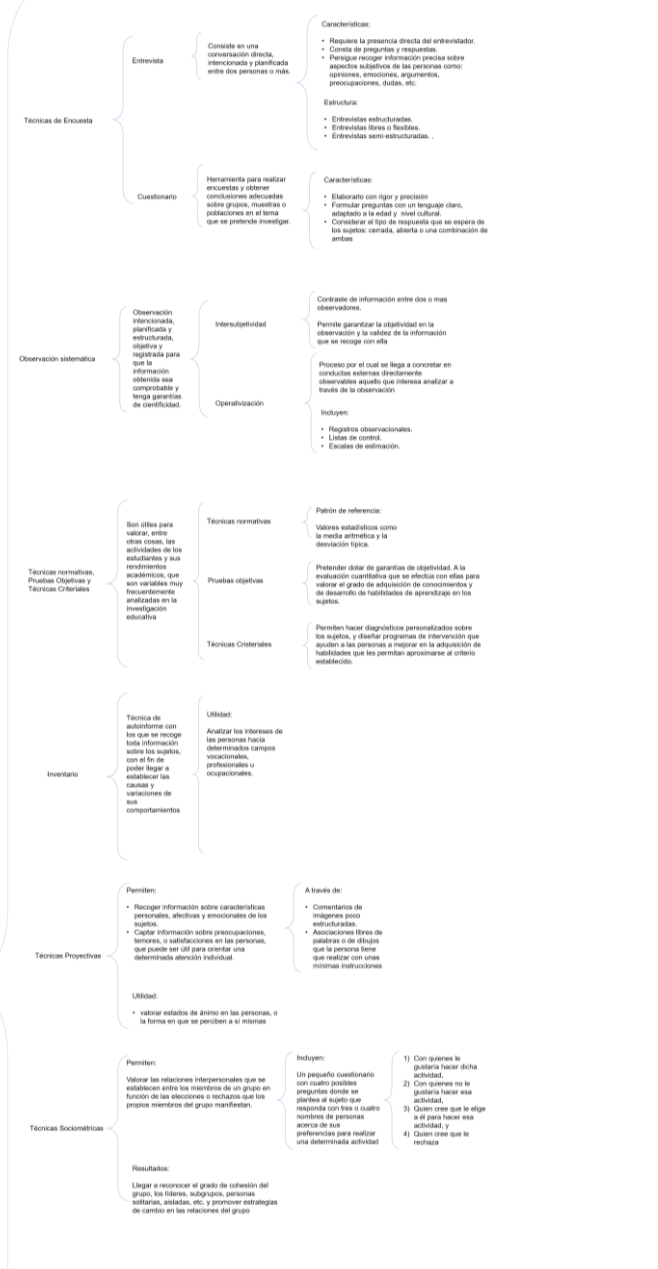 Técnicas de Encuesta
Entrevista
Consiste en una
conversación directa,
intencionada y planificada
entre dos personas o más.
Características:
• Requiere la presencia directa del entrevistador.
• Consta de preguntas y respuestas.
• Persigue recoger información precisa sobre
aspectos subjetivos de las personas como:
opiniones, emociones, argumentos,
preocupaciones, dudas, etc.
Estructura:
• Entrevistas estructuradas.
• Entrevistas libres o flexibles.
• Entrevistas semi-estructuradas. .
Cuestionario
Herramienta para realizar
encuestas y obtener
conclusiones adecuadas
sobre grupos, muestras o
poblaciones en el tema
que se pretende investigar.
Características:
• Elaborarlo con rigor y precisión
• Formular preguntas con un lenguaje claro,
adaptado a la edad y nivel cultural.
• Considerar el tipo de respuesta que se espera de
los sujetos: cerrada, abierta o una combinación de
ambas
Observación sistemática
Observación
intencionada,
planificada y
estructurada,
objetiva y
registrada para
que la
información
obtenida sea
comprobable y
tenga garantías
de cientificidad.
Intersubjetividad
Contraste de información entre dos o mas
observadores.
Permite garantizar la objetividad en la
observación y la validez de la información
que se recoge con ella
Operativización
Proceso por el cual se llega a concretar en
conductas externas directamente
observables aquello que interesa analizar a
través de la observación
Incluyen:
• Registros observacionales.
• Listas de control.
• Escalas de estimación.
Técnicas normativas,
Pruebas Objetivas y
Técnicas Criteriales
Son útiles para
valorar, entre
otras cosas, las
actividades de los
estudiantes y sus
rendimientos
académicos, que
son variables muy
frecuentemente
analizadas en la
investigación
educativa
Técnicas normativas
Patrón de referencia:
Valores estadísticos como
la media aritmética y la
desviación típica.
Pruebas objetivas
Pretender dotar de garantías de objetividad. A la
evaluación cuantitativa que se efectúa con ellas para
valorar el grado de adquisición de conocimientos y
de desarrollo de habilidades de aprendizaje en los
sujetos.
Técnicas Cristeriales
Permiten hacer diagnósticos personalizados sobre
los sujetos, y diseñar programas de intervención que
ayuden a las personas a mejorar en la adquisición de
habilidades que les permitan aproximarse al criterio
establecido.
Inventario
Técnica de
autoinforme con
los que se recoge
toda información
sobre los sujetos,
con el fin de
poder llegar a
establecer las
causas y
variaciones de
sus
comportamientos
Utilidad:
Analizar los intereses de
las personas hacia
determinados campos
vocacionales,
profesionales u
ocupacionales.
Técnicas Proyectivas
Permiten:
• Recoger información sobre características
personales, afectivas y emocionales de los
sujetos.
• Captar información sobre preocupaciones,
temores, o satisfacciones en las personas,
que puede ser útil para orientar una
determinada atención individual.
Utilidad:
• valorar estados de ánimo en las personas, o
la forma en que se perciben a sí mismas
A través de:
• Comentarios de
imágenes poco
estructuradas.
• Asociaciones libres de
palabras o de dibujos
que la persona tiene
que realizar con unas
mínimas instrucciones
Técnicas Sociométricas
Permiten:
Valorar las relaciones interpersonales que se
establecen entre los miembros de un grupo en
función de las elecciones o rechazos que los
propios miembros del grupo manifiestan.
Resultados:
Llegar a reconocer el grado de cohesión del
grupo, los líderes, subgrupos, personas
solitarias, aisladas, etc. y promover estrategias
de cambio en las relaciones del grupo
Incluyen:
Un pequeño cuestionario
con cuatro posibles
preguntas donde se
plantea al sujeto que
responda con tres o cuatro
nombres de personas
acerca de sus
preferencias para realizar
una determinada actividad
1) Con quienes le
gustaría hacer dicha
actividad,
2) Con quienes no le
gustaría hacer esa
actividad,
3) Quien cree que le elige
a él para hacer esa
actividad, y
4) Quien cree que le
rechaza